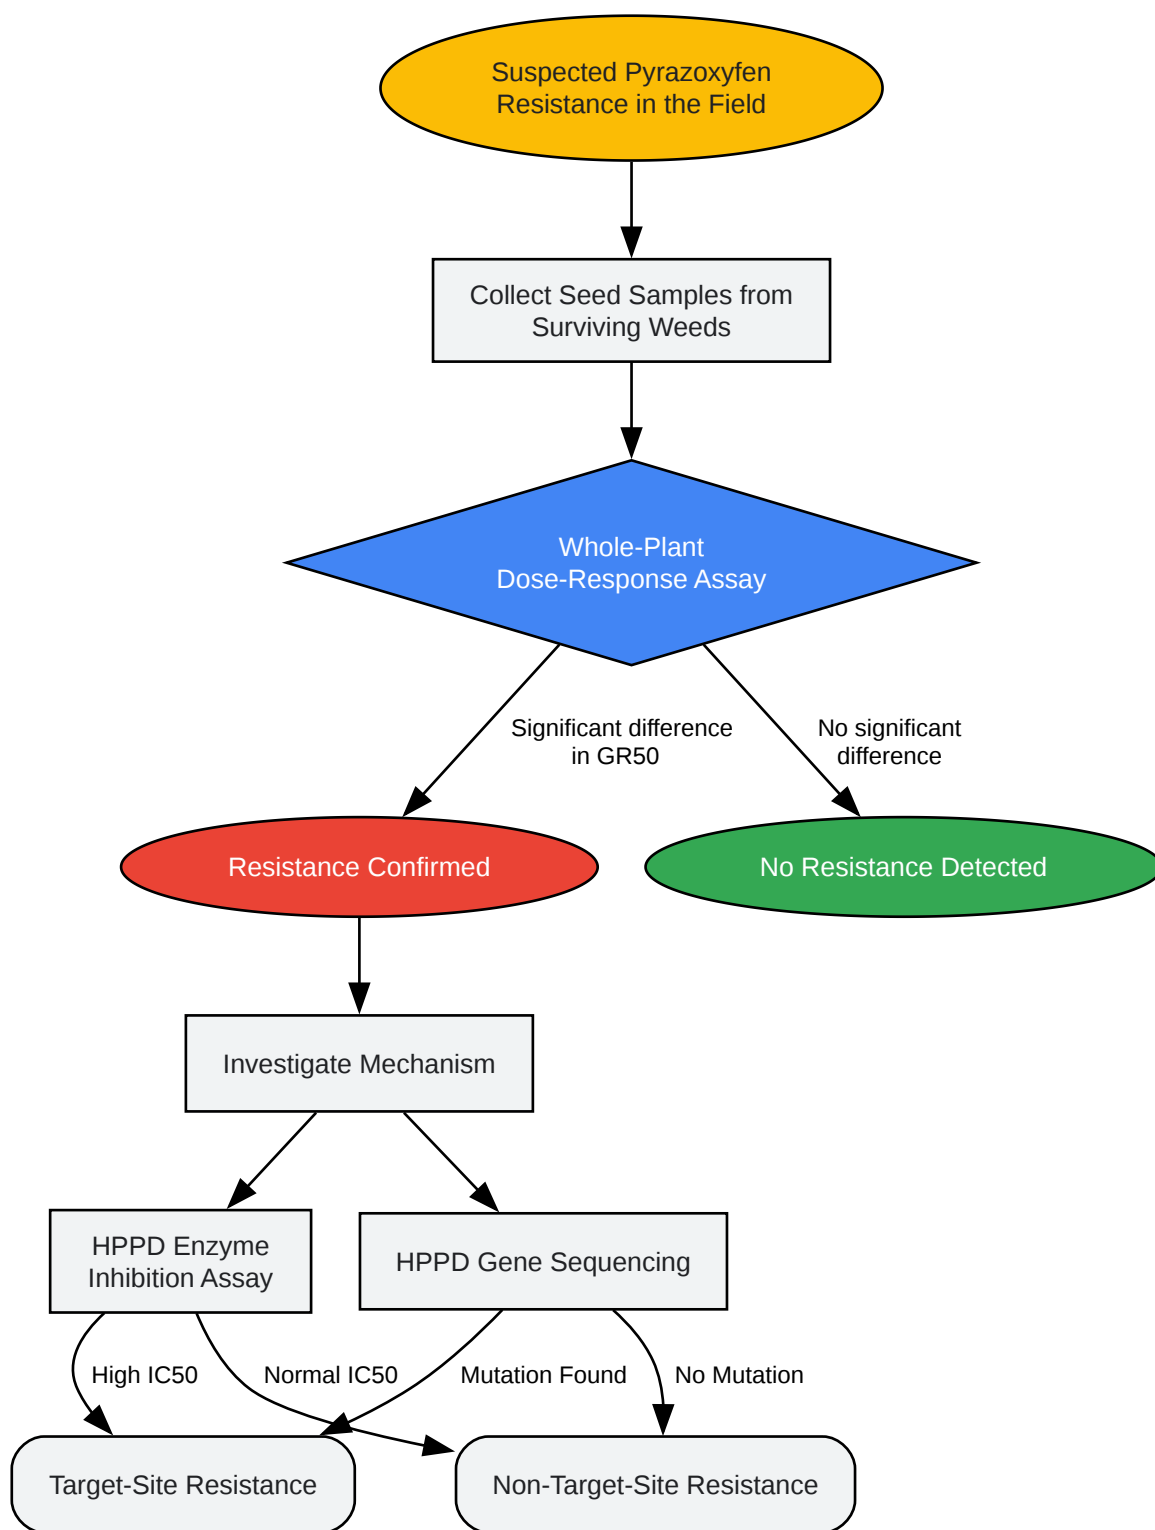 Suspected Pyrazoxyfen
Resistance in the Field
Collect Seed Samples from
Surviving Weeds
Whole-Plant
Dose-Response Assay
Significant difference
in GR50
No significant
difference
Resistance Confirmed
No Resistance Detected
Investigate Mechanism
HPPD Enzyme
Inhibition Assay
HPPD Gene Sequencing
High IC50
Normal IC50
Mutation Found
No Mutation
Target-Site Resistance
Non-Target-Site Resistance